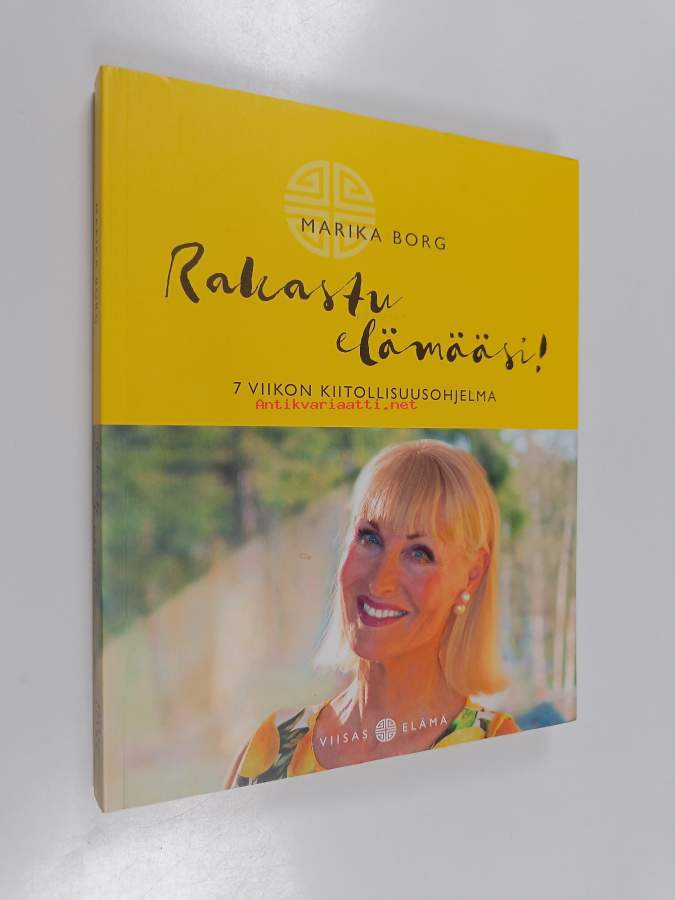 MARIKA BORG
Rakastu
elämääsi!
7 VIIKON KIITOLLISUUSOHJELMA
Antikvariaatti.net
VIISAS ELÄMÄ